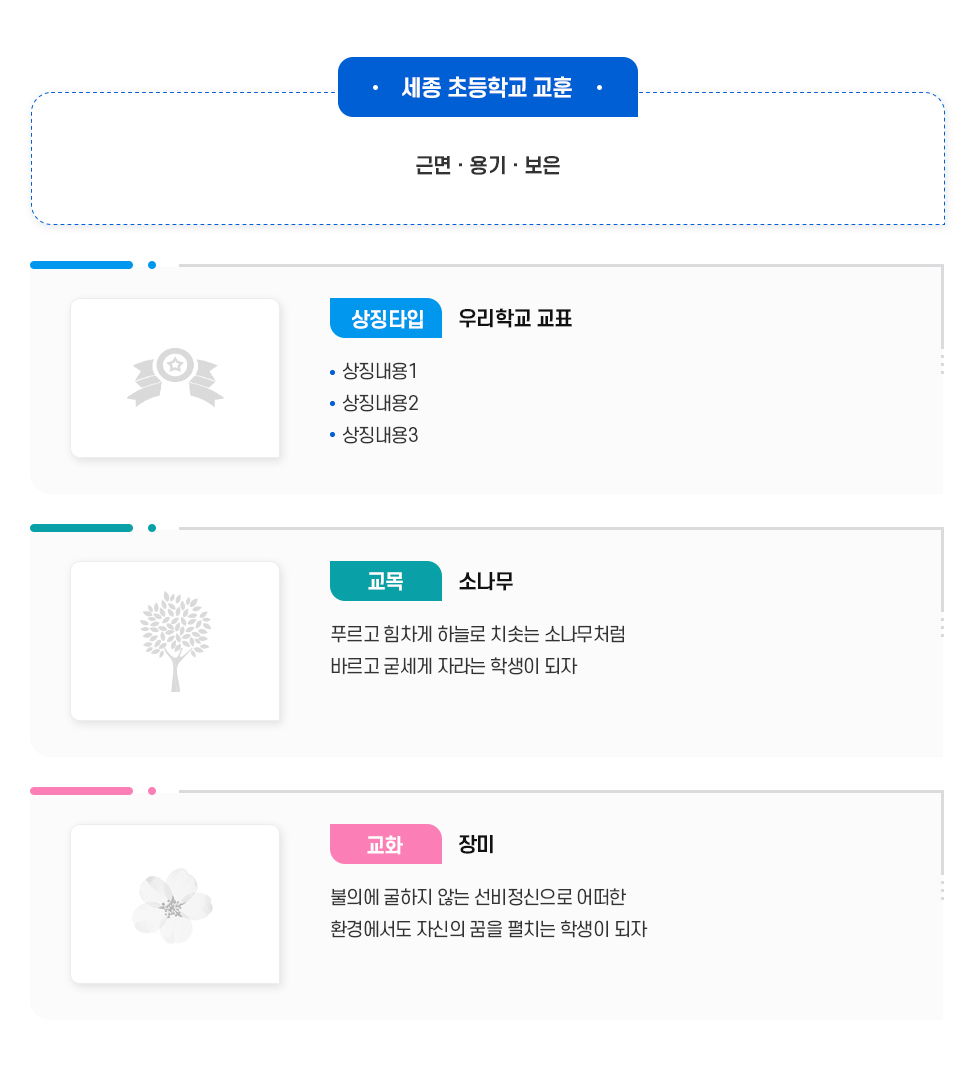 · 세종 초등학교 교훈 ·
근면 · 용기 · 보은
상징타입 우리학교 교표
• 상징내용1
• 상징내용2
• 상징내용3
교목 소나무
푸르고 힘차게 하늘로 치솟는 소나무처럼
바르고 굳세게 자라는 학생이 되자
교화 장미
불의에 굴하지 않는 선비정신으로 어떠한
환경에서도 자신의 꿈을 펼치는 학생이 되자